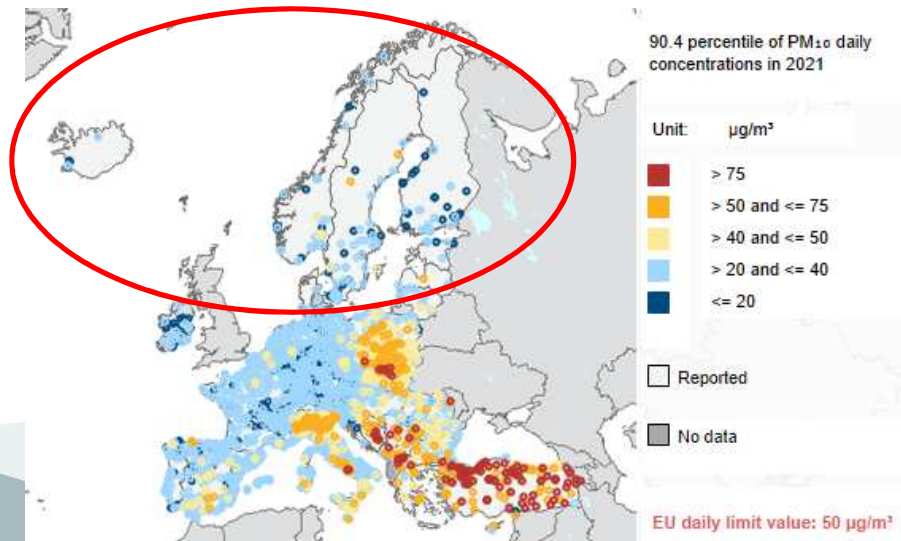 90.4 percentile of PM₁₀ daily
concentrations in 2021
Unit: µg/m³
> 75
> 50 and <= 75
> 40 and <= 50
> 20 and <= 40
<= 20
Reported
No data
EU daily limit value: 50 µg/m³